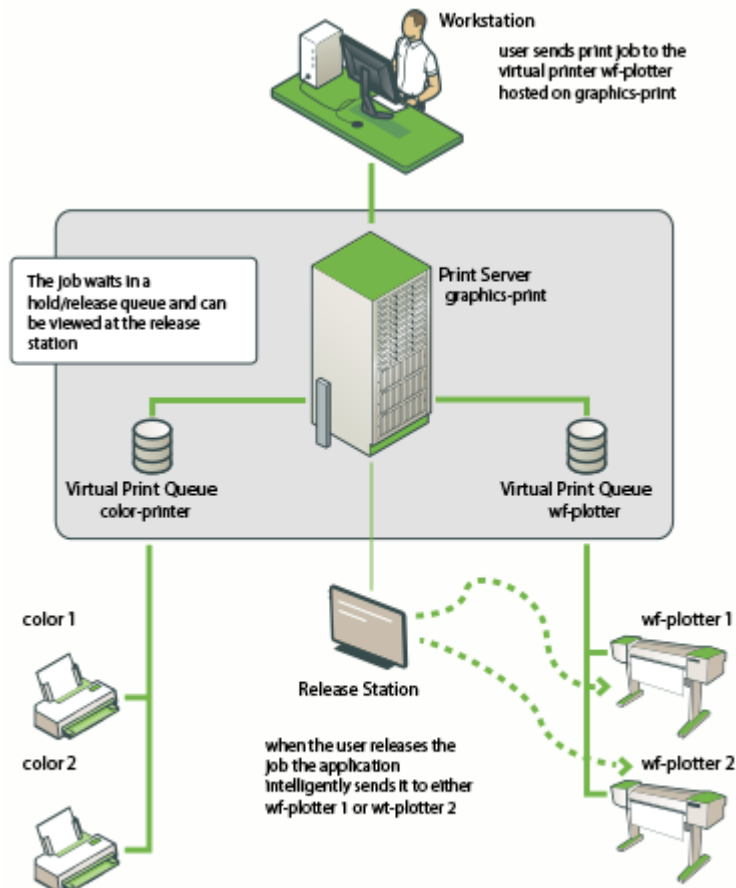 Workstation
user sends print job to the
virtual printer wf-plotter
hosted on graphics-print
The job waits in a
hold/release queue and can
be viewed at the release
station
Print Server
graphics-print
Virtual Print Queue
color-printer
Virtual Print Queue
wf-plotter
color 1
wf-plotter 1
Release Station
color 2
when the user releases the
job the application
intelligently sends it to either
wf-plotter 1 or wt-plotter 2
wf-plotter 2